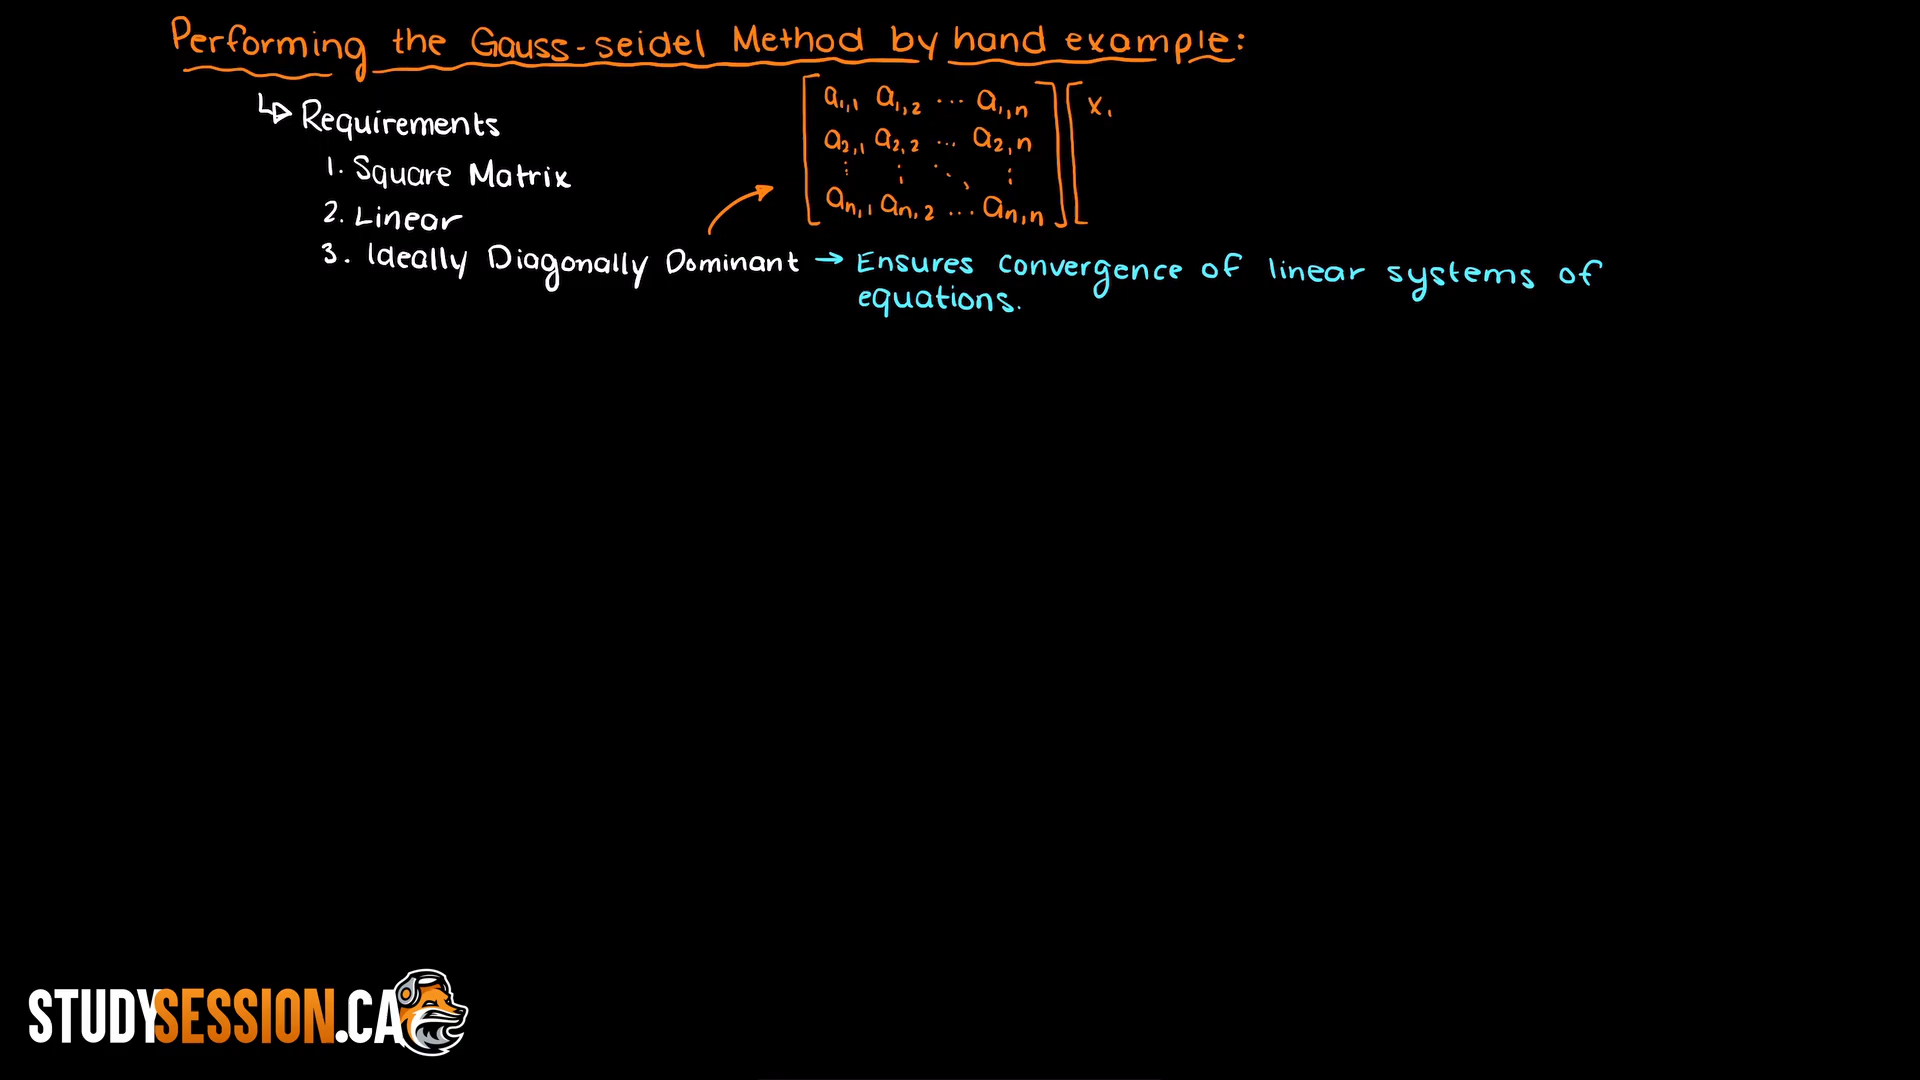 Performing the Gauss-seidel Method by hand example:
↳ Requirements
1. Square Matrix
2. Linear
3. Ideally Diagonally Dominant → Ensures convergence of linear systems of
equations.
a1,1 a1,2 ... a1,n x1
a2,1 a2,2 ... a2,n
⋮ ⋮ ⋱ ⋮
an,1 an,2 ... an,n
STUDYSESSION.CA